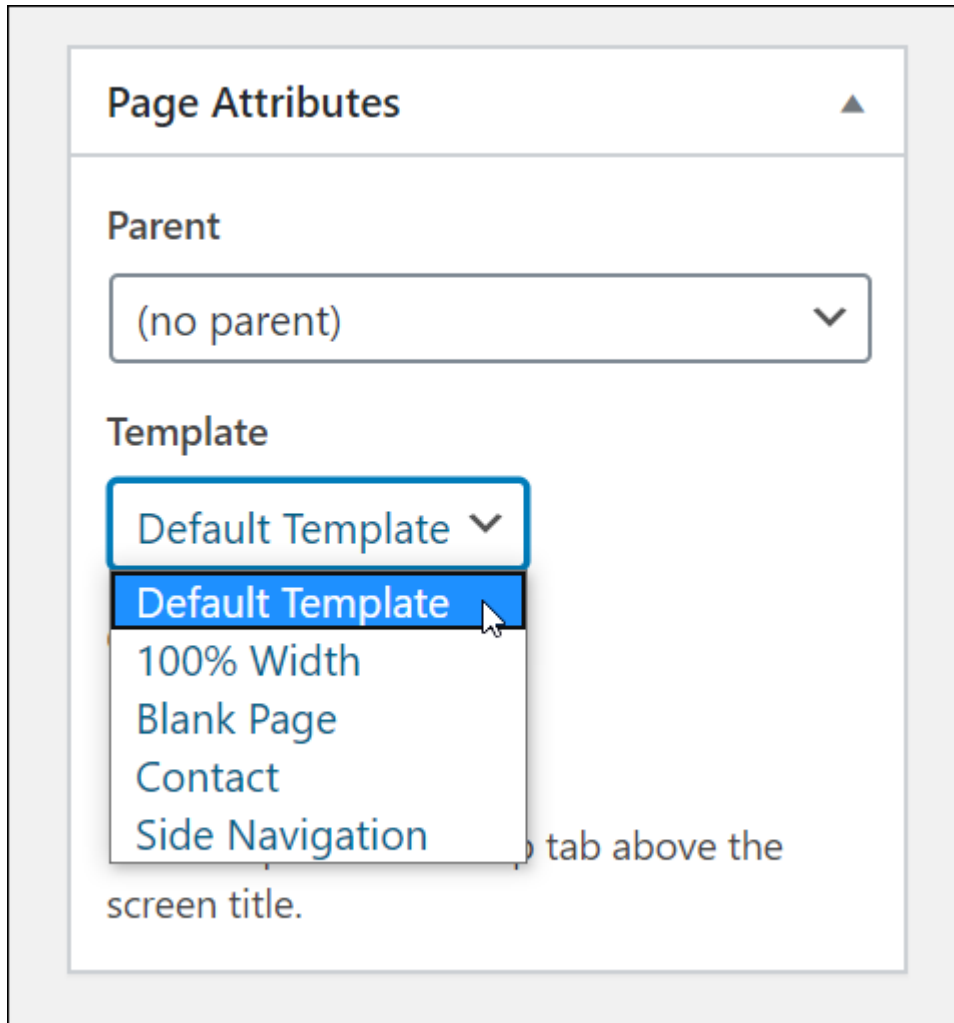 Page Attributes
Parent
(no parent)
Template
Default Template
Default Template
100% Width
Blank Page
Contact
Side Navigation
tab above the
screen title.